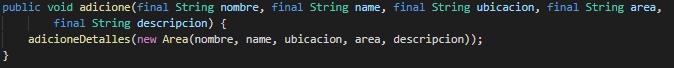 public void adicione(final String nombre, final String name, final String ubicacion, final String area,
        final String descripcion) {
    adicioneDetalles(new Area(nombre, name, ubicacion, area, descripcion));
}